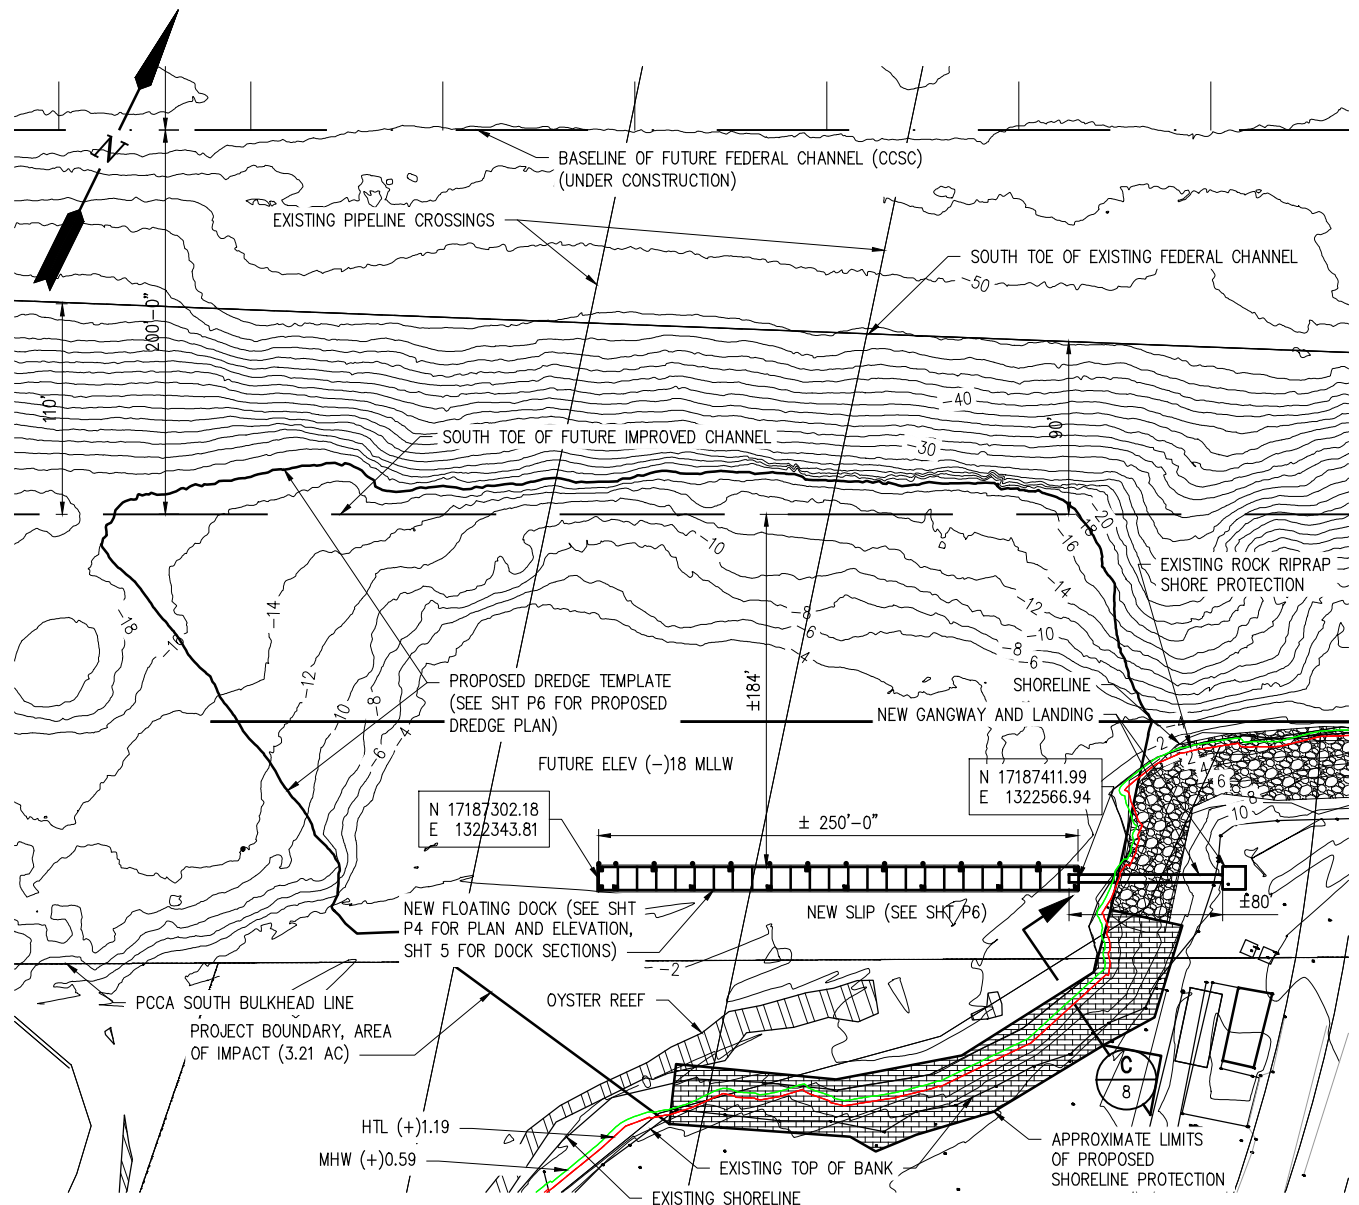 N
BASELINE OF FUTURE FEDERAL CHANNEL (CCSC)
(UNDER CONSTRUCTION)
EXISTING PIPELINE CROSSINGS
SOUTH TOE OF EXISTING FEDERAL CHANNEL
-50
200'-0"
110'
-40
90'
SOUTH TOE OF FUTURE IMPROVED CHANNEL
-30
-20
-18
-16
-10
EXISTING ROCK RIPRAP
SHORE PROTECTION
-14
-12
-10
-8
-6
-8
-6
-4
-18
-14
-12
-10
-8
-6
-4
PROPOSED DREDGE TEMPLATE
(SEE SHT P6 FOR PROPOSED
DREDGE PLAN)
±184'
SHORELINE
NEW GANGWAY AND LANDING
-2
FUTURE ELEV (-)18 MLLW
N 17187411.99
E 1322566.94
4
6
8
10
N 17187302.18
E 1322343.81
± 250'-0"
NEW FLOATING DOCK (SEE SHT
P4 FOR PLAN AND ELEVATION,
SHT 5 FOR DOCK SECTIONS)
NEW SLIP (SEE SHT P6)
±80'
-2
PCCA SOUTH BULKHEAD LINE
OYSTER REEF
PROJECT BOUNDARY, AREA
OF IMPACT (3.21 AC)
C
8
HTL (+)1.19
MHW (+)0.59
EXISTING TOP OF BANK
EXISTING SHORELINE
APPROXIMATE LIMITS
OF PROPOSED
SHORELINE PROTECTION